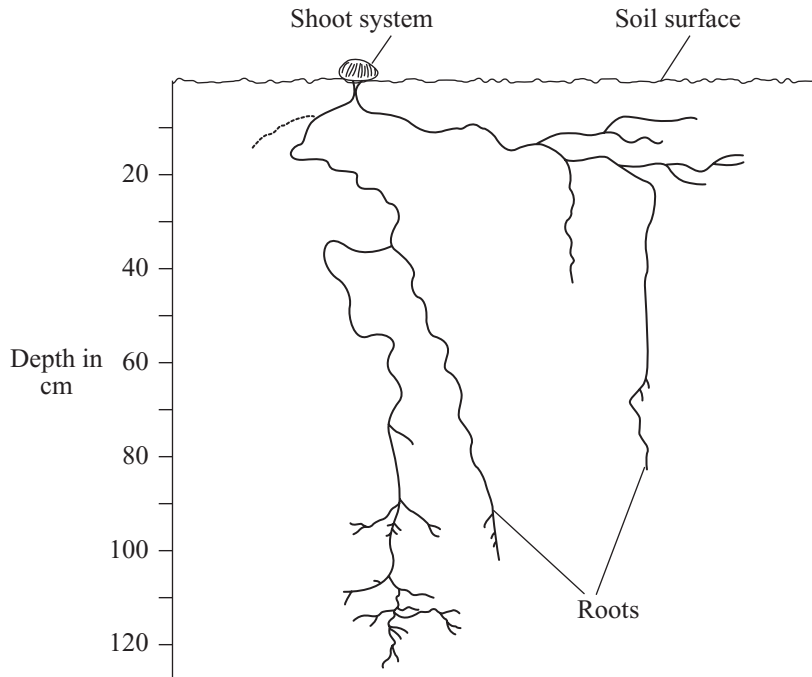 Shoot system
Soil surface
20
40
Depth in
cm
60
80
100
Roots
120